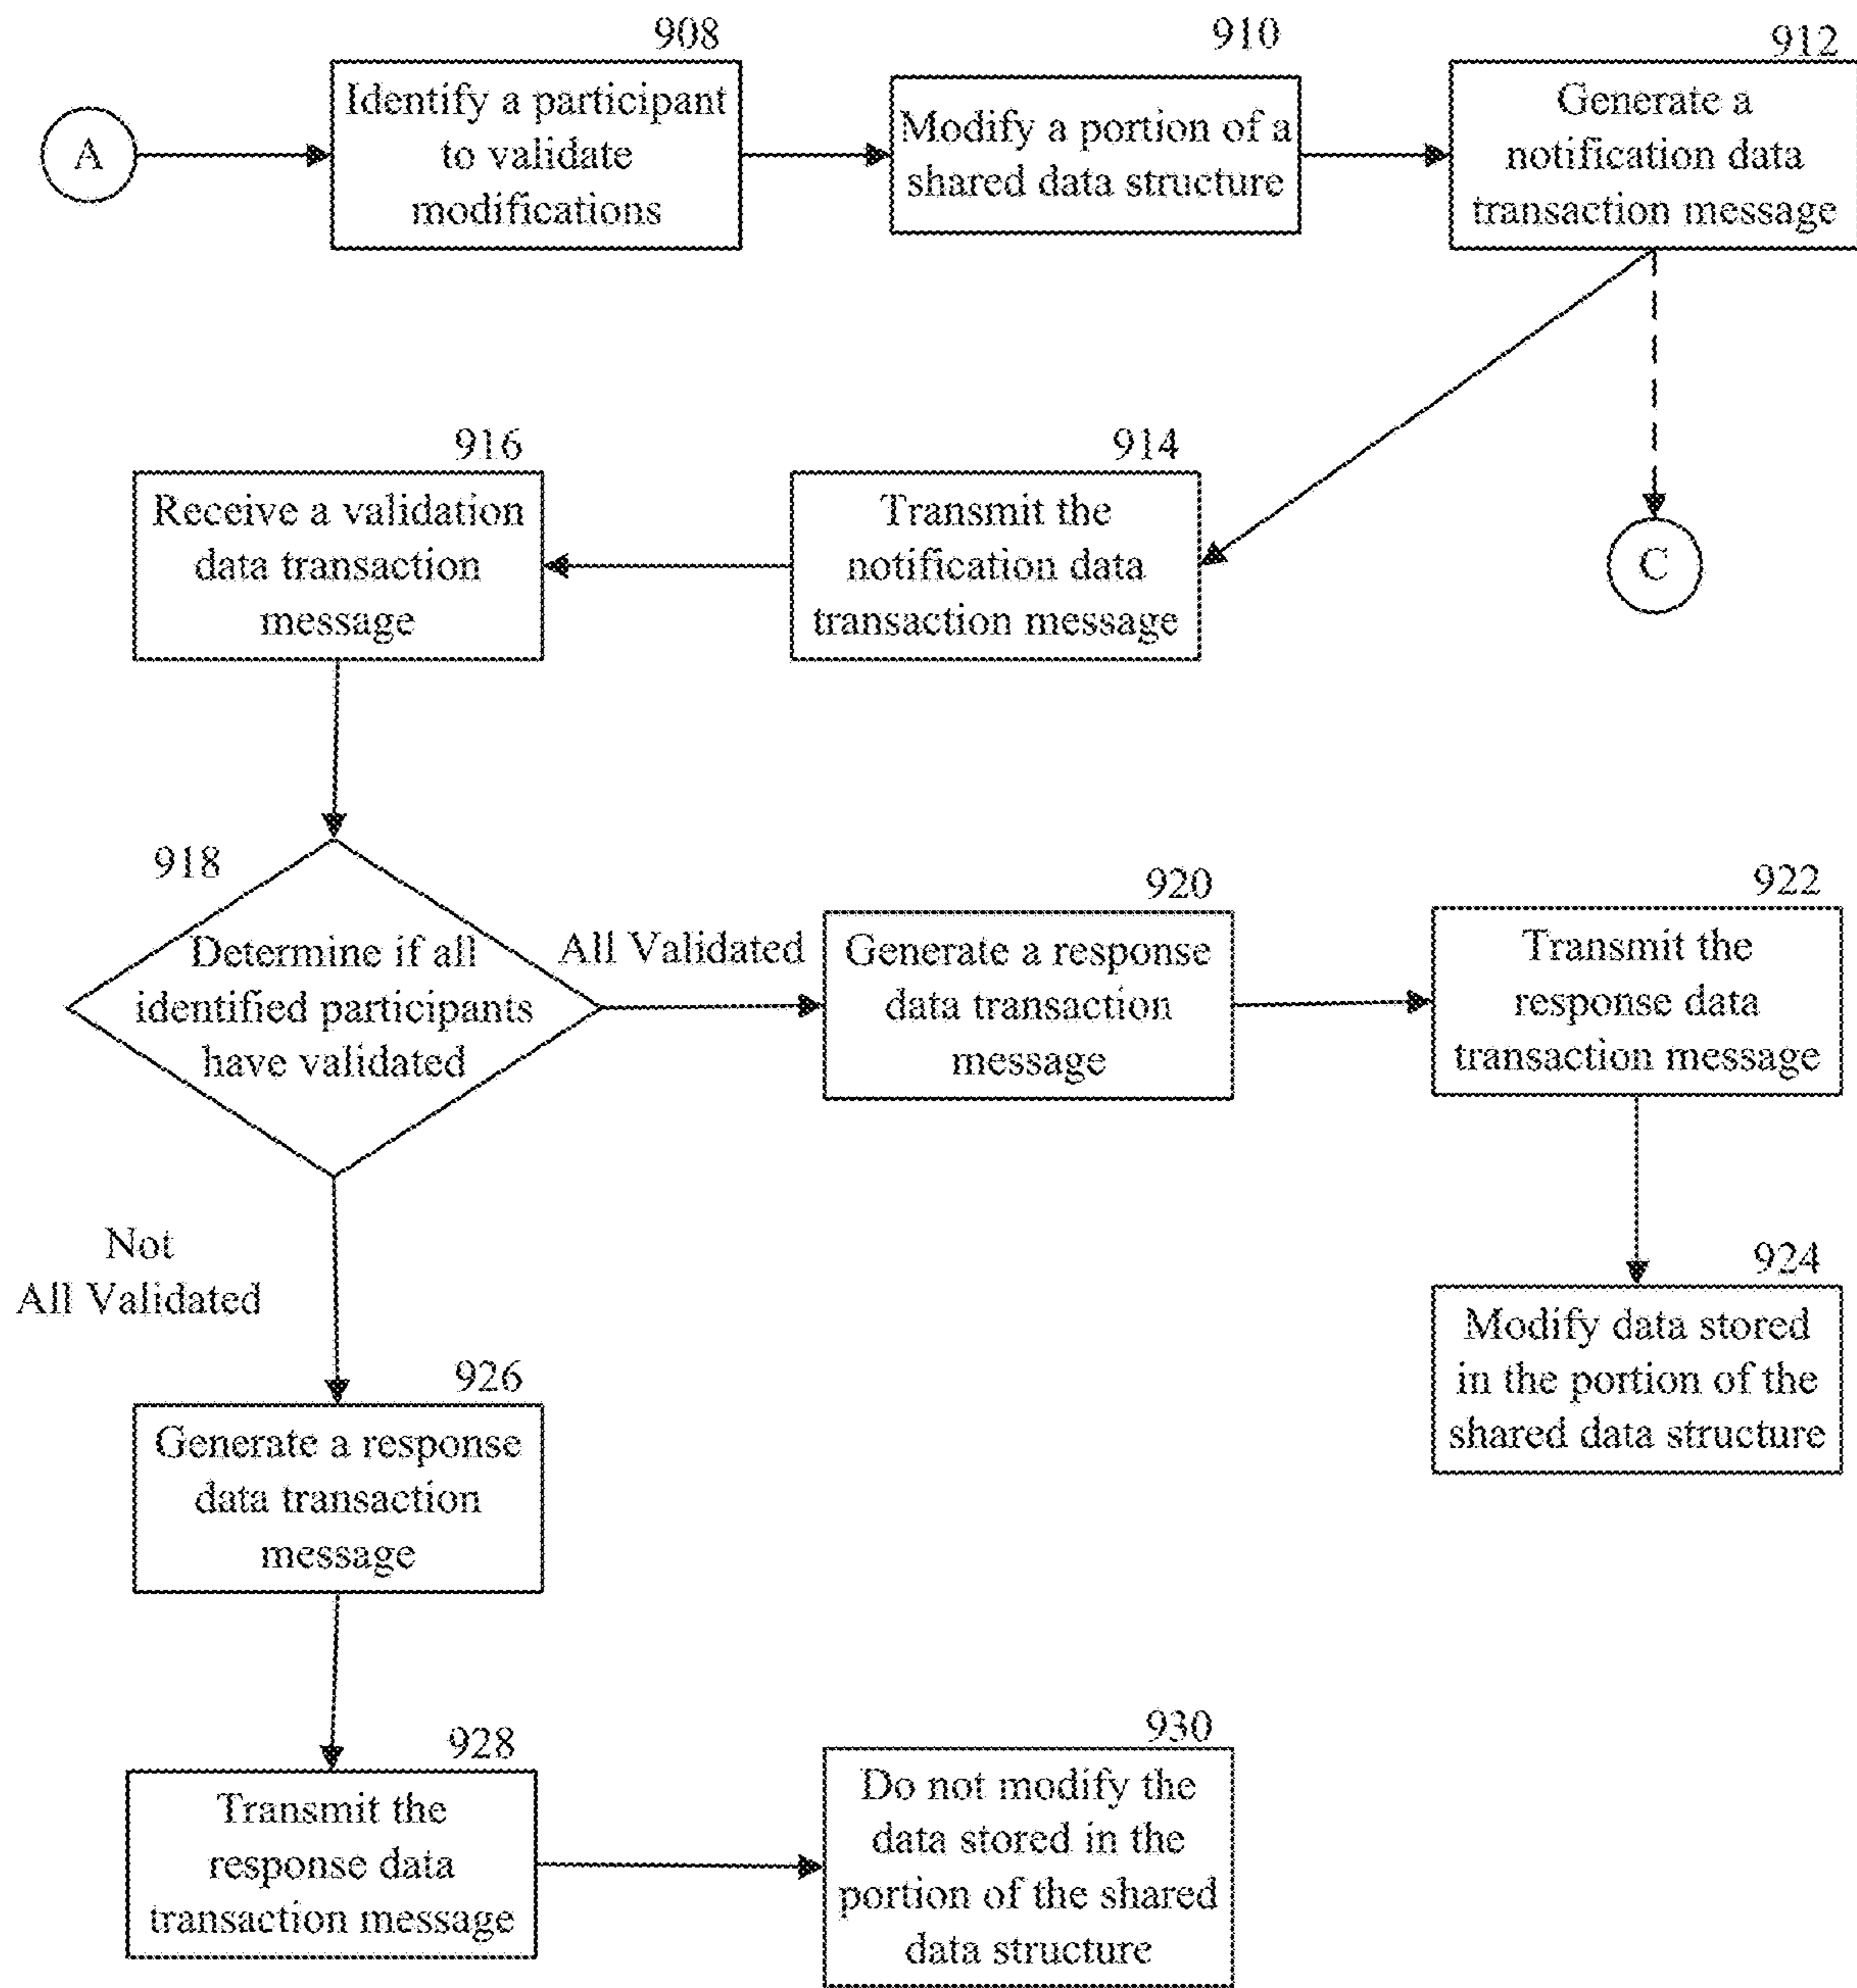 908
910
912
A
Identify a participant
to validate
modifications
Modify a portion of a
shared data structure
Generate a
notification data
transaction message
916
914
Receive a validation
data transaction
message
Transmit the
notification data
transaction message
C
918
Determine if all
identified participants
have validated
All Validated
920
Generate a response
data transaction
message
922
Transmit the
response data
transaction message
Not
All Validated
924
Modify data stored
in the portion of the
shared data structure
926
Generate a response
data transaction
message
928
Transmit the
response data
transaction message
930
Do not modify the
data stored in the
portion of the shared
data structure